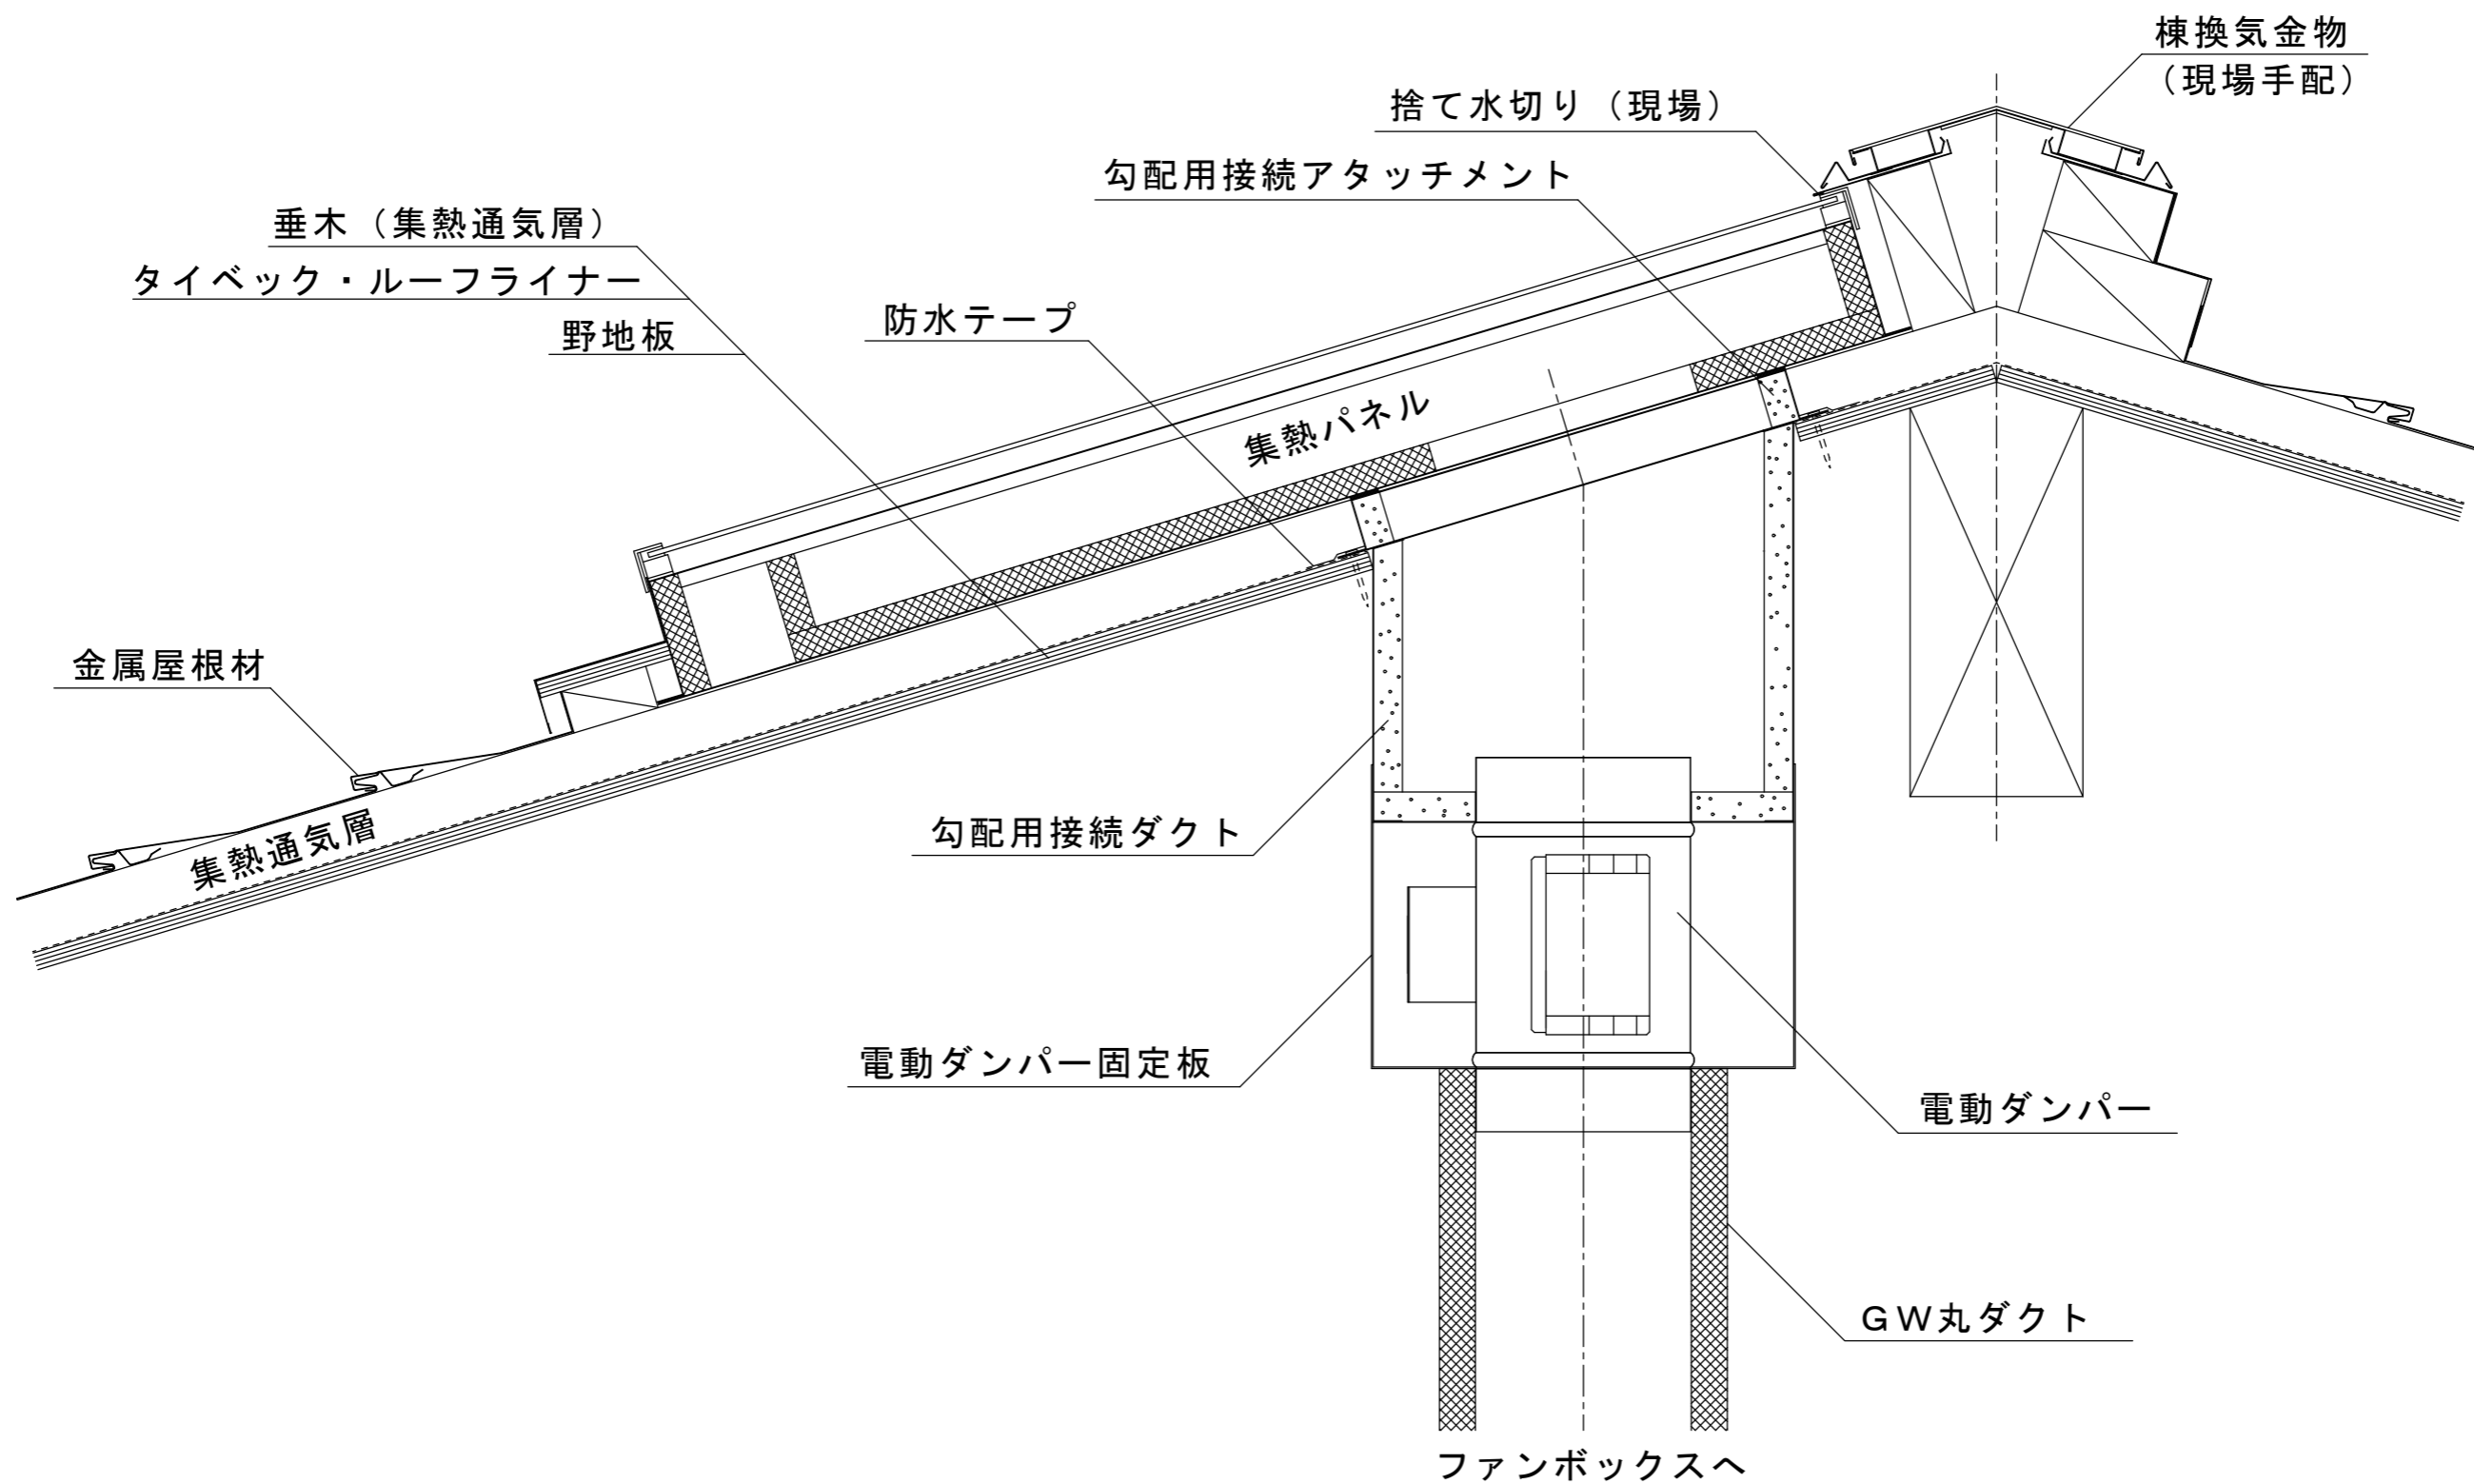 棟換気金物
（現場手配）
捨て水切り（現場）
勾配用接続アタッチメント
垂木（集熱通気層）
タイベック・ルーフライナー
野地板
防水テープ
集熱パネル
金属屋根材
集熱通気層
勾配用接続ダクト
電動ダンパー固定板
電動ダンパー
ＧＷ丸ダクト
ファンボックスへ